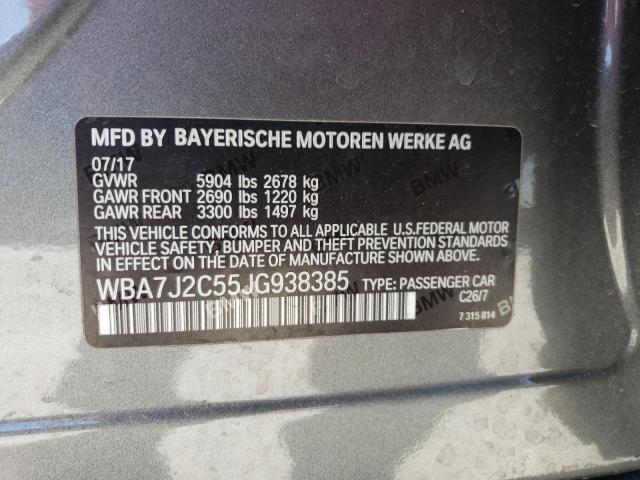 MFD BY BAYERISCHE MOTOREN WERKE AG
07/17
GVWR 5904 lbs 2678 kg
GAWR FRONT 2690 lbs 1220 kg
GAWR REAR 3300 lbs 1497 kg
THIS VEHICLE CONFORMS TO ALL APPLICABLE U.S.FEDERAL MOTOR
VEHICLE SAFETY, BUMPER AND THEFT PREVENTION STANDARDS IN
EFFECT ON THE DATE OF MANUFACTURE SHOWN ABOVE.
WBA7J2C55JG938385 TYPE: PASSENGER CAR
C26/7
7 315 814